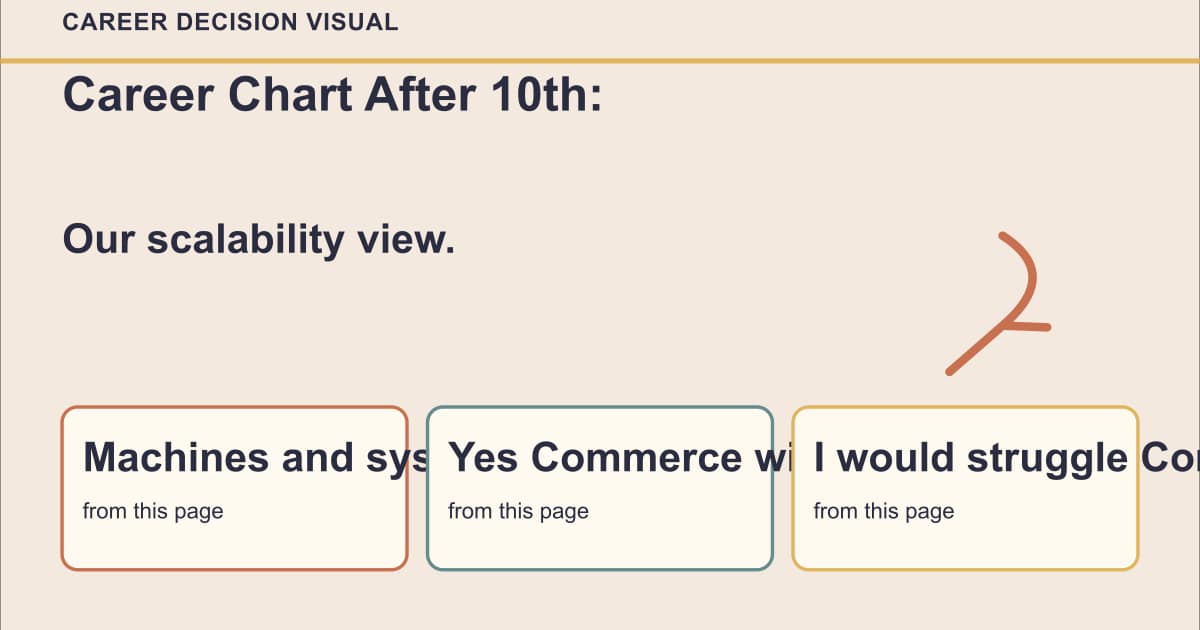 CAREER DECISION VISUAL
Career Chart After 10th:
Our scalability view.
Machines and sys
from this page
Yes Commerce wi
from this page
I would struggle Co
from this page